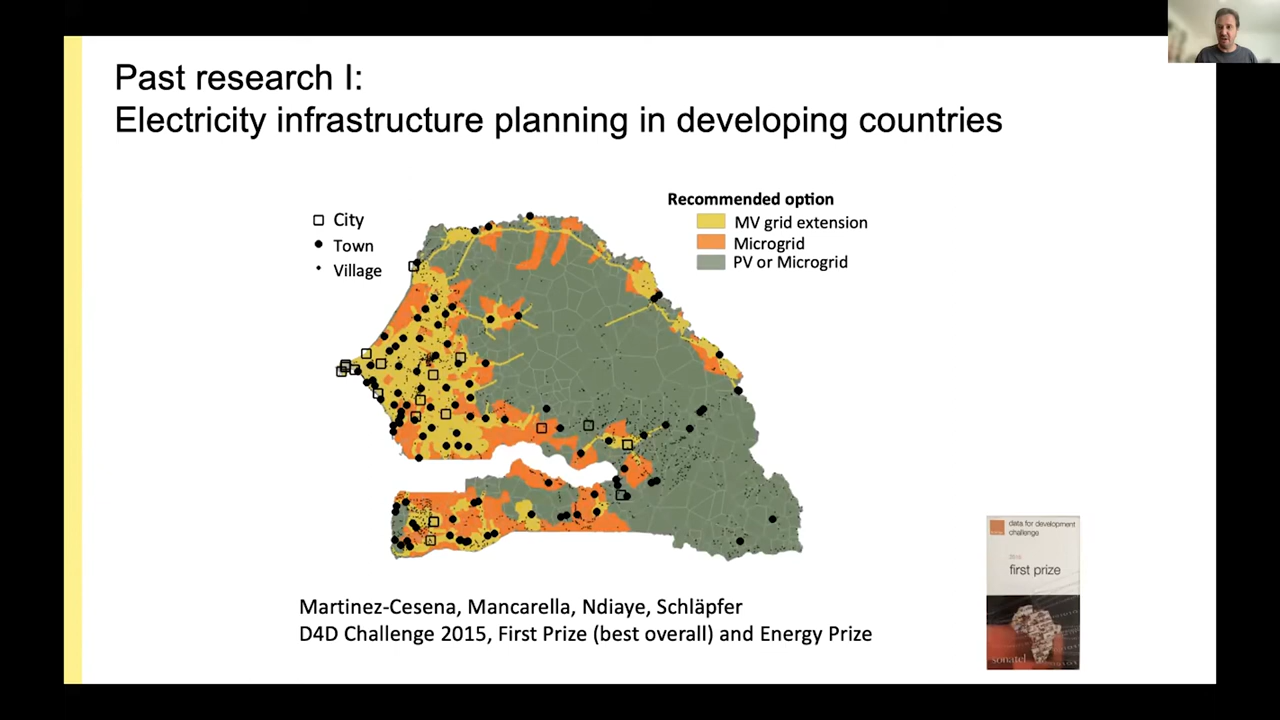 Past research I:
Electricity infrastructure planning in developing countries
City
Town
Village
Recommended option
MV grid extension
Microgrid
PV or Microgrid
data for development
challenge
first prize
sonatel
Martinez-Cesena, Mancarella, Ndiaye, Schläpfer
D4D Challenge 2015, First Prize (best overall) and Energy Prize